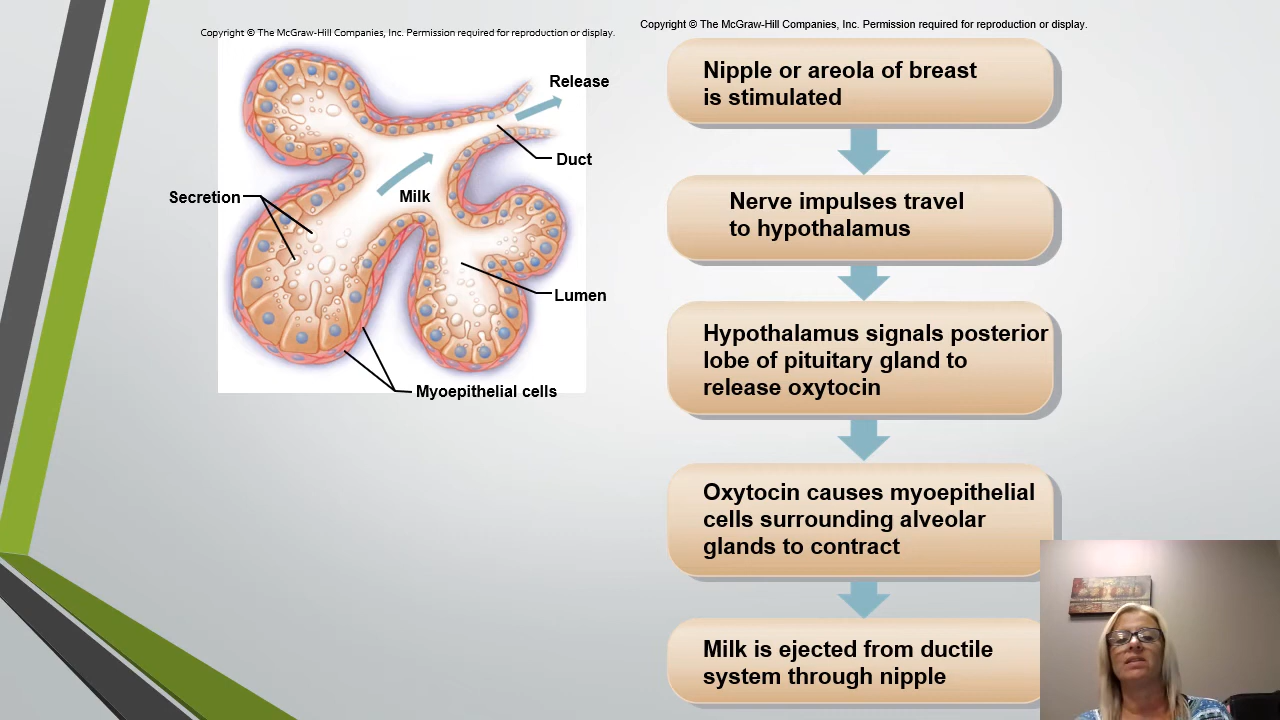 Copyright © The McGraw-Hill Companies, Inc. Permission required for reproduction or display.
Release
Duct
Secretion
Milk
Lumen
Myoepithelial cells
Copyright © The McGraw-Hill Companies, Inc. Permission required for reproduction or display.
Nipple or areola of breast
is stimulated
Nerve impulses travel
to hypothalamus
Hypothalamus signals posterior
lobe of pituitary gland to
release oxytocin
Oxytocin causes myoepithelial
cells surrounding alveolar
glands to contract
Milk is ejected from ductile
system through nipple